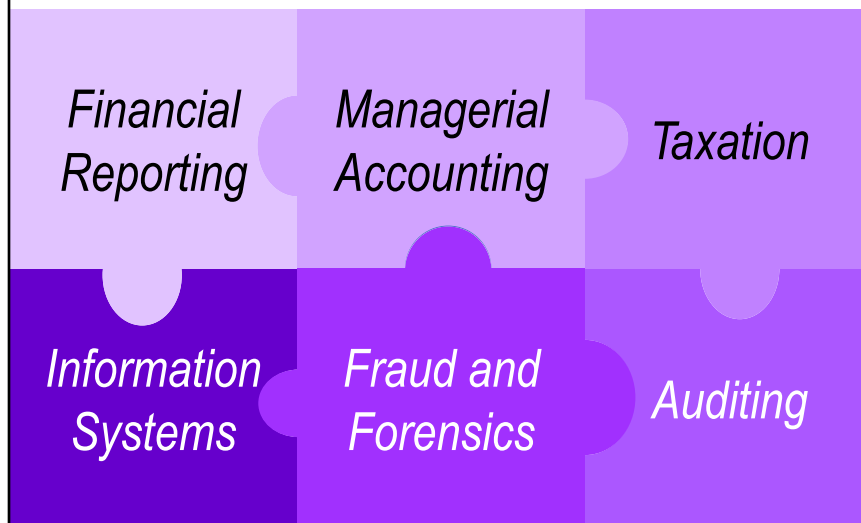 Financial
Reporting
Managerial
Accounting
Taxation
Information
Systems
Fraud and
Forensics
Auditing